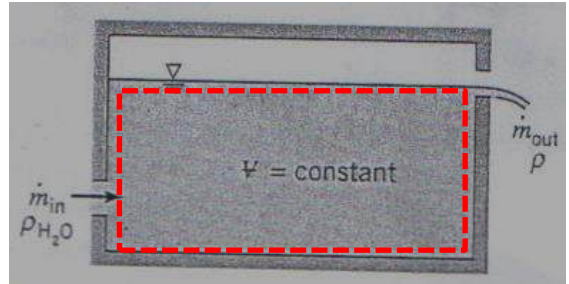 V = constant
ṁout
ρ
ṁin
ρH₂O